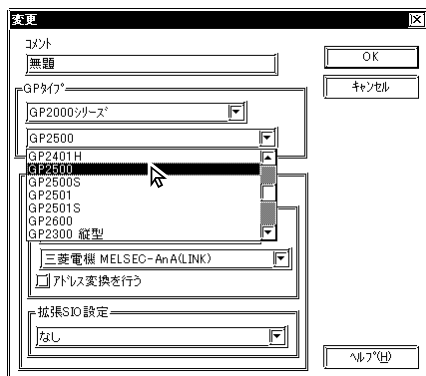 変更
コメント
無題
OK
キャンセル
GPタイプ
GP2000シリーズ
GP2500
GP2401H
GP2500
GP2500S
GP2501
GP2501S
GP2600
GP2300 縦型
三菱電機 MELSEC-AnA(LINK)
アドレス変換を行う
拡張SIO設定
なし
ヘルプ(H)